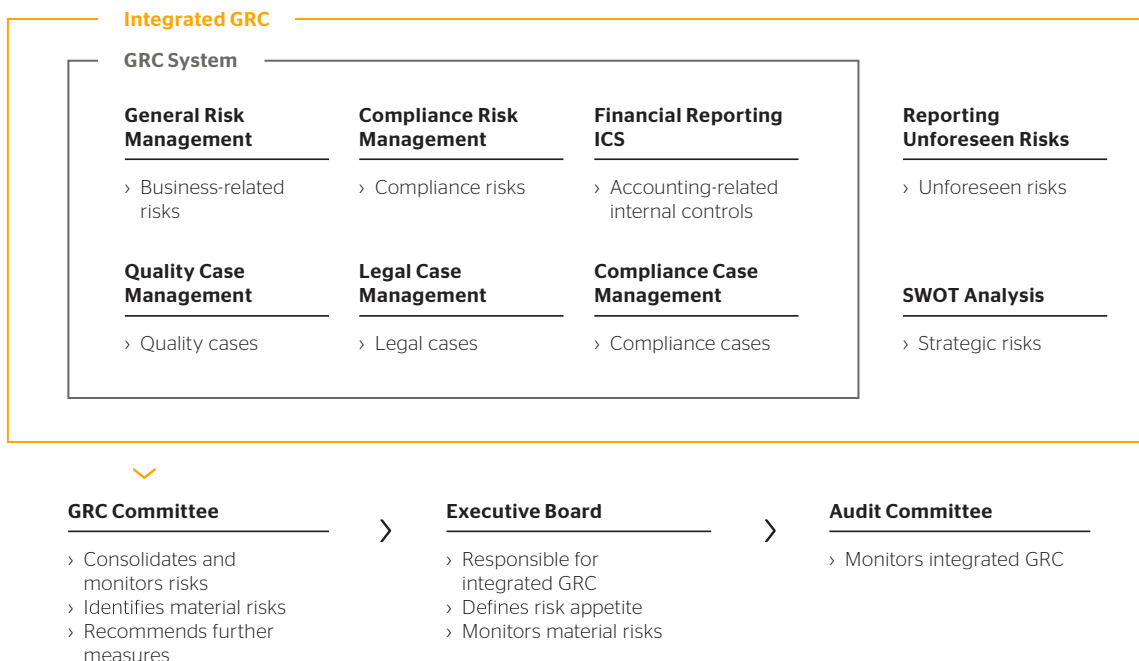 Integrated GRC
GRC System
General Risk
Management
› Business-related
risks
Compliance Risk
Management
› Compliance risks
Financial Reporting
ICS
› Accounting-related
internal controls
Reporting
Unforeseen Risks
› Unforeseen risks
Quality Case
Management
› Quality cases
Legal Case
Management
› Legal cases
Compliance Case
Management
› Compliance cases
SWOT Analysis
› Strategic risks
GRC Committee
› Consolidates and
monitors risks
› Identifies material risks
› Recommends further
measures
Executive Board
› Responsible for
integrated GRC
› Defines risk appetite
› Monitors material risks
Audit Committee
› Monitors integrated GRC